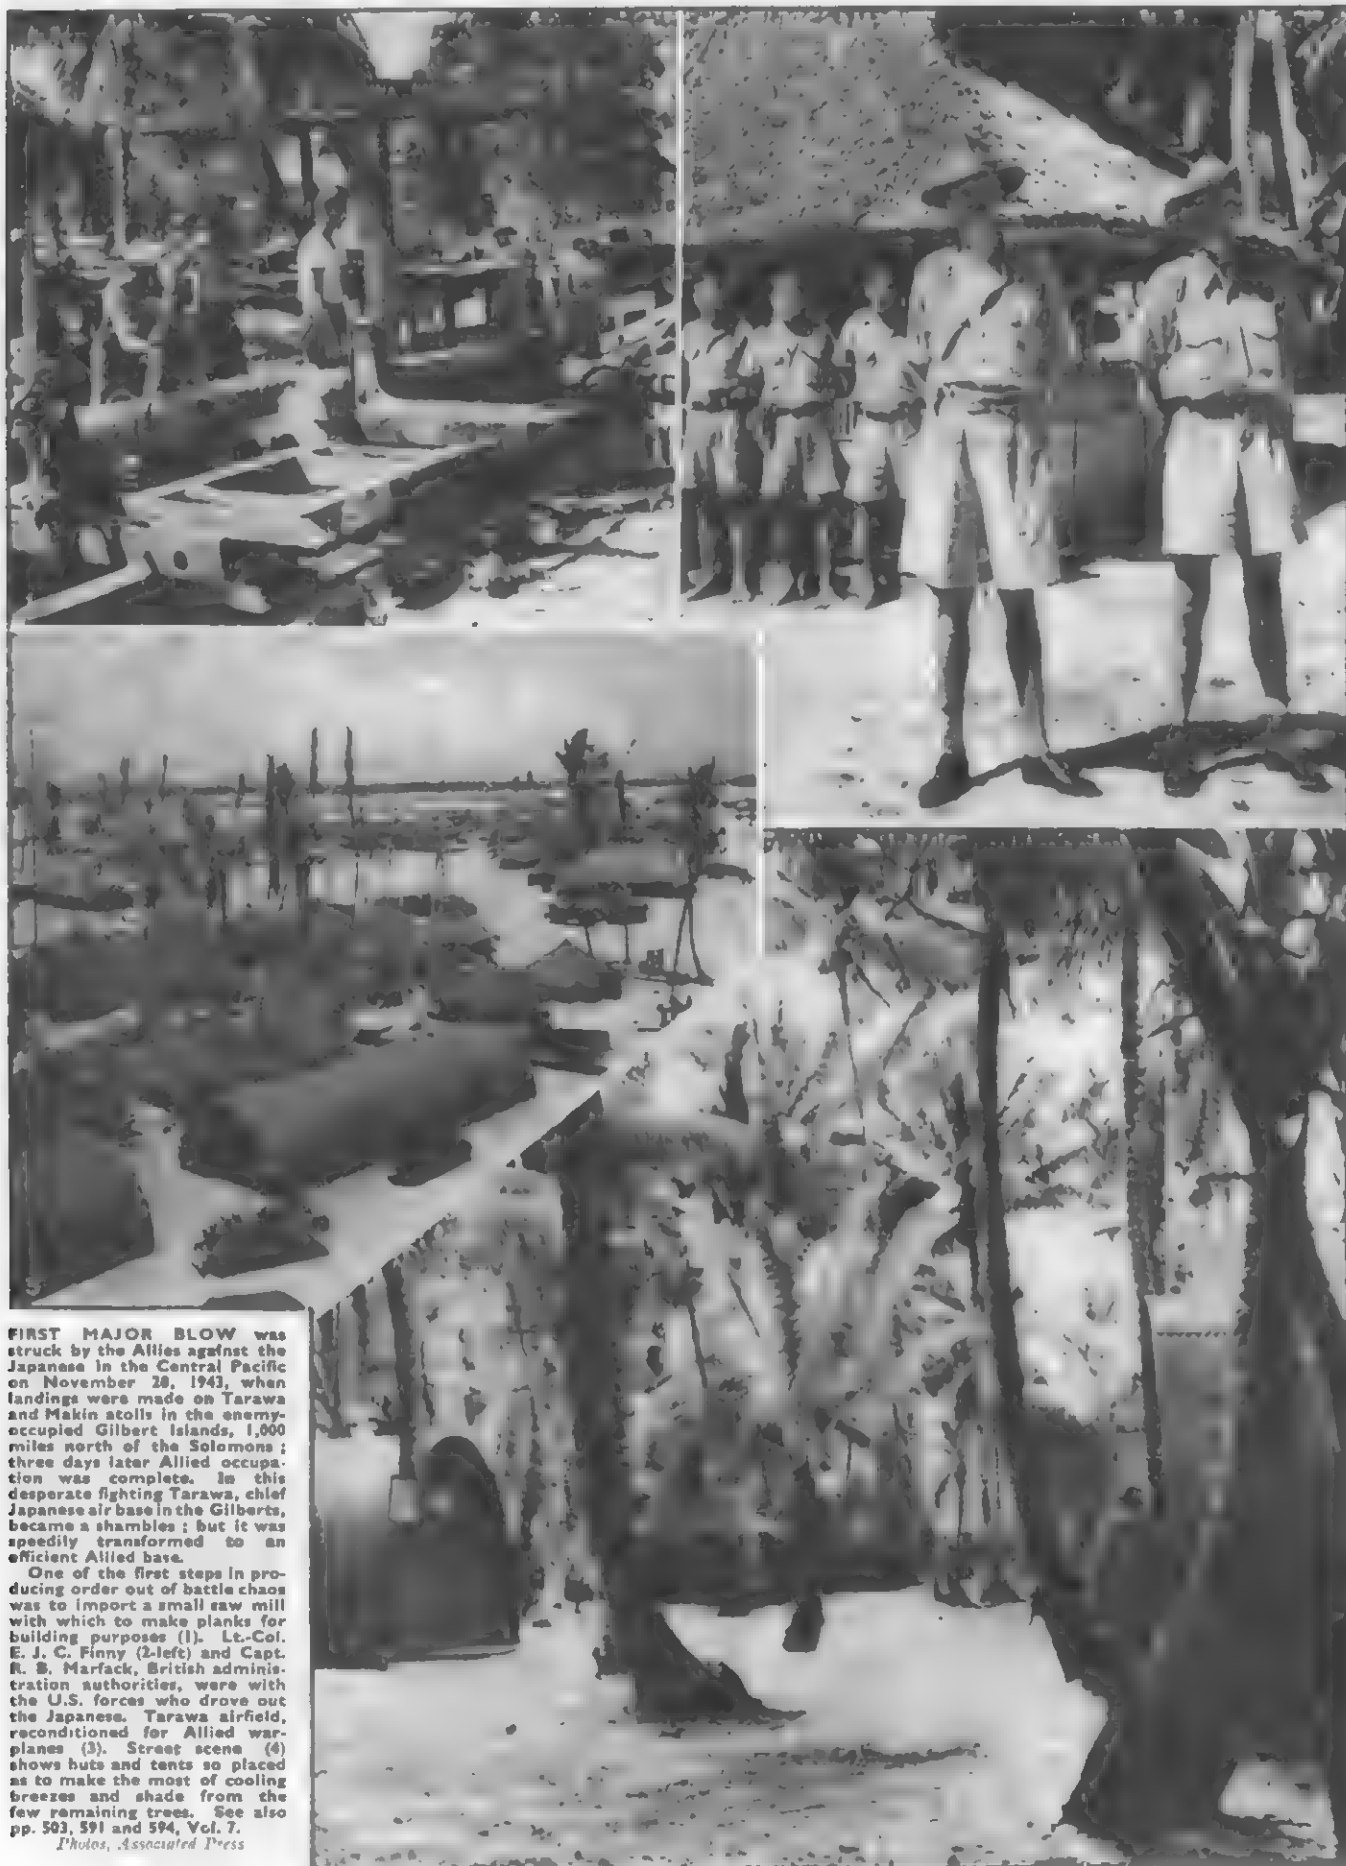 FIRST MAJOR BLOW was
struck by the Allies against the
Japanese in the Central Pacific
on November 20, 1943, when
landings were made on Tarawa
and Makin atolls in the enemy-
occupied Gilbert Islands, 1,000
miles north of the Solomons ;
three days later Allied occupa-
tion was complete. In this
desperate fighting Tarawa, chief
Japanese air base in the Gilberts,
became a shambles ; but it was
speedily transformed to an
efficient Allied base.
One of the first steps in pro-
ducing order out of battle chaos
was to import a small saw mill
with which to make planks for
building purposes (1). Lt.-Col.
E. J. C. Finny (2-left) and Capt.
R. B. Marfack, British adminis-
tration authorities, were with
the U.S. forces who drove out
the Japanese. Tarawa airfield,
reconditioned for Allied war-
planes (3). Street scene (4)
shows huts and tents so placed
as to make the most of cooling
breezes and shade from the
few remaining trees. See also
pp. 503, 591 and 594, Vol. 7.
Photos, Associated Press